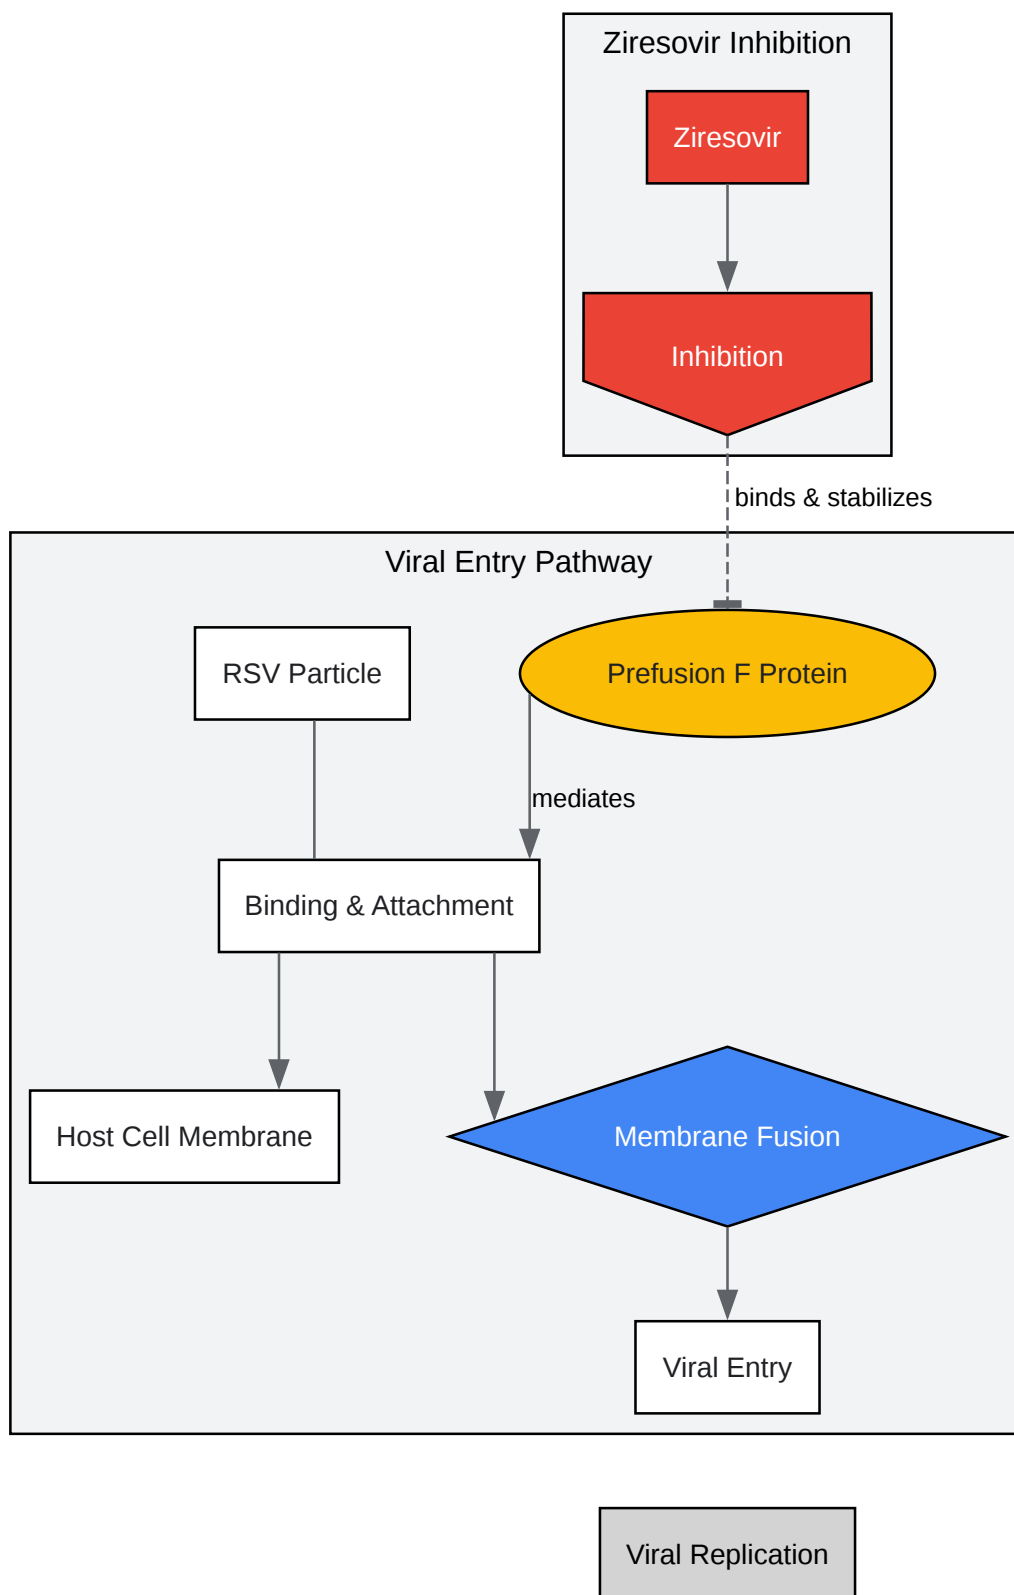 Ziresovir Inhibition
Ziresovir
Inhibition
binds & stabilizes
Viral Entry Pathway
RSV Particle
Prefusion F Protein
mediates
Binding & Attachment
Host Cell Membrane
Membrane Fusion
Viral Entry
Viral Replication